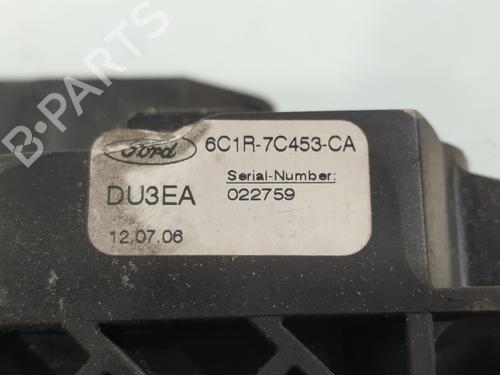 Ford 6C1R-7C453-CA
Serial-Number:
DU3EA 022759
12.07.06
B-PARTS